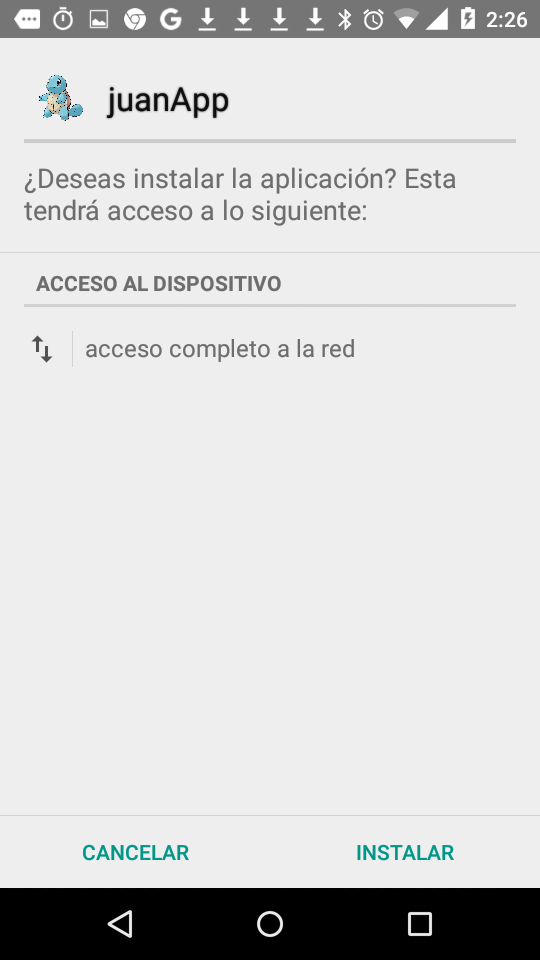 2:26
juanApp
¿Deseas instalar la aplicación? Esta
tendrá acceso a lo siguiente:
ACCESO AL DISPOSITIVO
acceso completo a la red
CANCELAR
INSTALAR